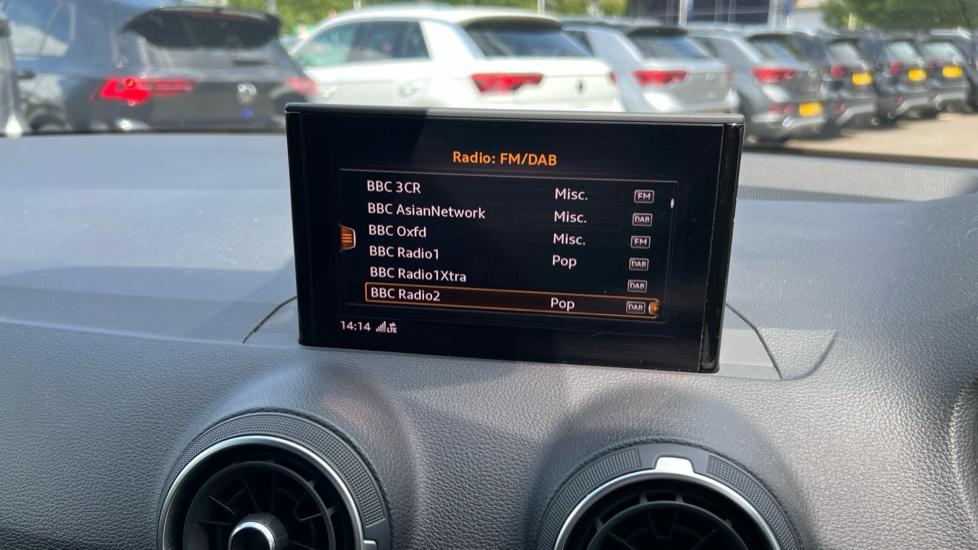 Radio: FM/DAB
BBC 3CR Misc. FM
BBC AsianNetwork Misc. DAB
BBC Oxfd Misc. FM
BBC Radio1 Pop DAB
BBC Radio1Xtra DAB
BBC Radio2 Pop DAB
14:14 LTE